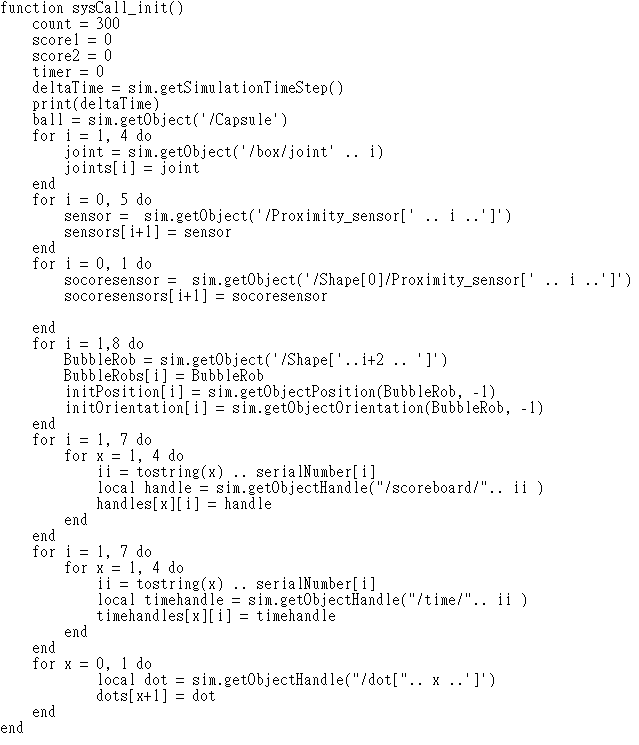 function sysCall_init()
    count = 300
    score1 = 0
    score2 = 0
    timer = 0
    deltaTime = sim.getSimulationTimeStep()
    print(deltaTime)
    ball = sim.getObject('/Capsule')
    for i = 1, 4 do
        joint = sim.getObject('/box/joint' .. i)
        joints[i] = joint
    end
    for i = 0, 5 do
        sensor =  sim.getObject('/Proximity_sensor[' .. i ..']')
        sensors[i+1] = sensor
    end
    for i = 0, 1 do
        socoresensor =  sim.getObject('/Shape[0]/Proximity_sensor[' .. i ..']')
        socoresensors[i+1] = socoresensor

    end
    for i = 1,8 do
        BubbleRob = sim.getObject('/Shape['..i+2 .. ']')
        BubbleRobs[i] = BubbleRob
        initPosition[i] = sim.getObjectPosition(BubbleRob, -1)
        initOrientation[i] = sim.getObjectOrientation(BubbleRob, -1)
    end
    for i = 1, 7 do
        for x = 1, 4 do
            ii = tostring(x) .. serialNumber[i]
            local handle = sim.getObjectHandle("/scoreboard/".. ii )
            handles[x][i] = handle
        end
    end
    for i = 1, 7 do
        for x = 1, 4 do
            ii = tostring(x) .. serialNumber[i]
            local timehandle = sim.getObjectHandle("/time/".. ii )
            timehandles[x][i] = timehandle
        end
    end
    for x = 0, 1 do
            local dot = sim.getObjectHandle("/dot[".. x ..']')
            dots[x+1] = dot
    end
end